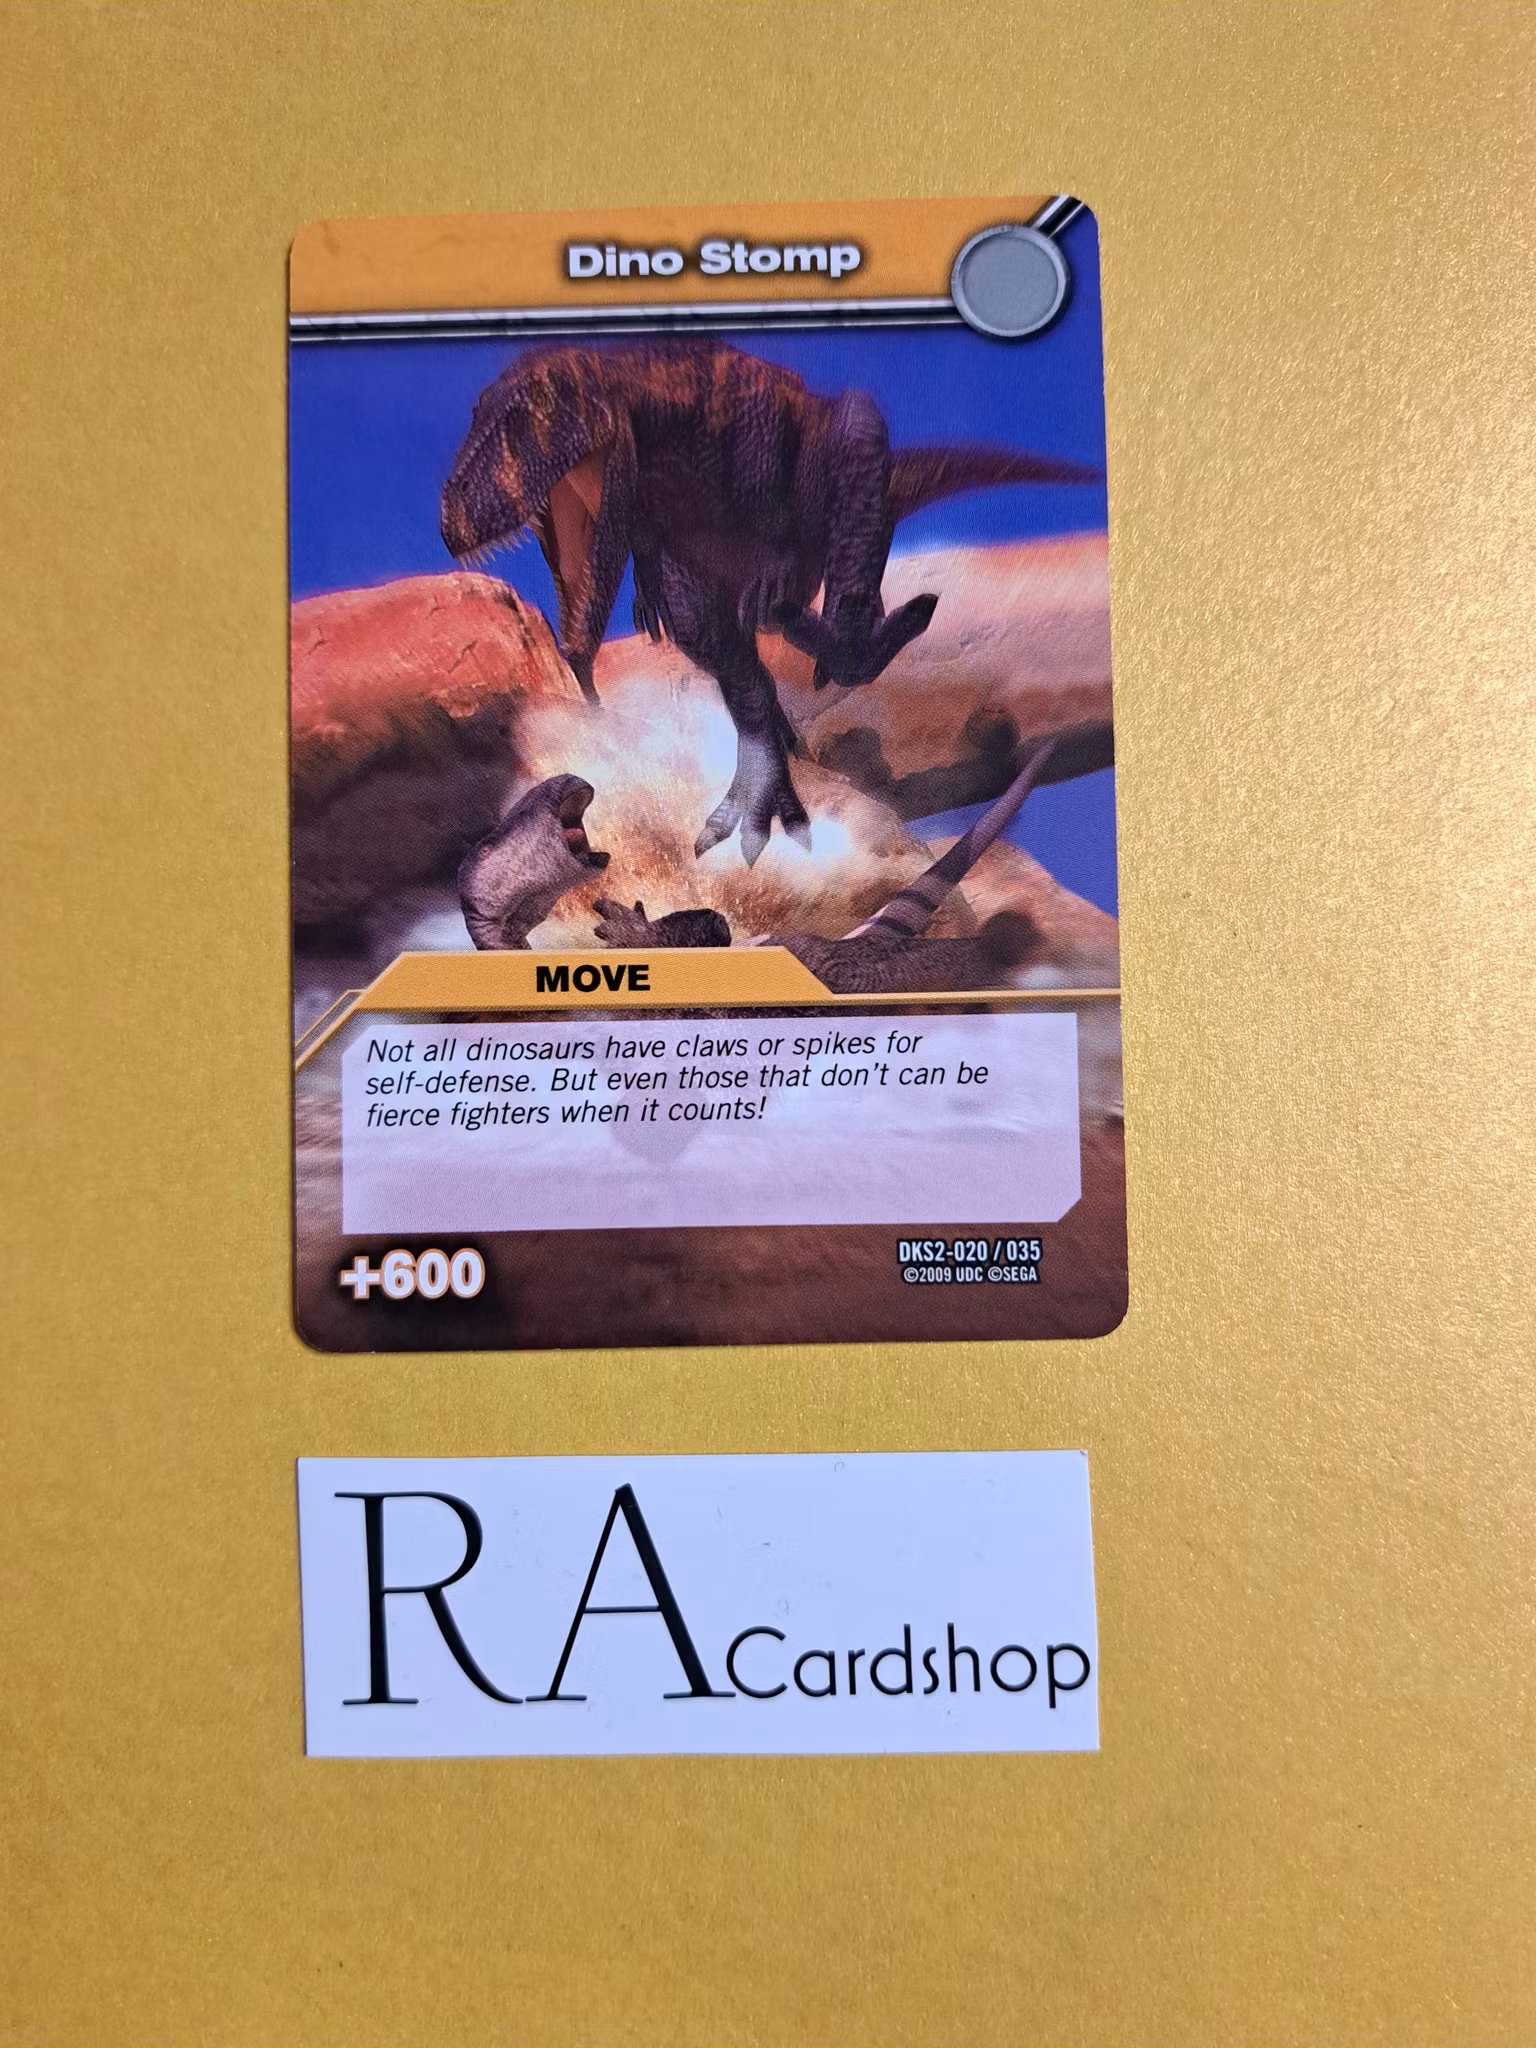 Dino Stomp
MOVE
Not all dinosaurs have claws or spikes for
self-defense. But even those that don't can be
fierce fighters when it counts!
+600
DKS2-020 / 035
©2009 UDC ©SEGA
RA Cardshop